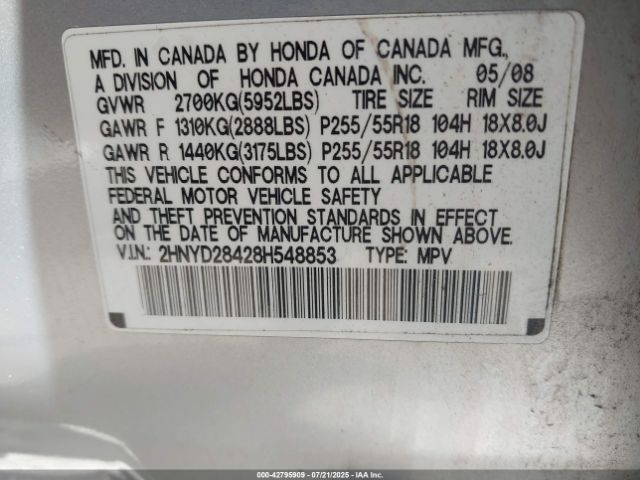 MFD. IN CANADA BY HONDA OF CANADA MFG.,
A DIVISION OF HONDA CANADA INC. 05/08
GVWR 2700KG(5952LBS) TIRE SIZE RIM SIZE
GAWR F 1310KG(2888LBS) P255/55R18 104H 18X8.0J
GAWR R 1440KG(3175LBS) P255/55R18 104H 18X8.0J
THIS VEHICLE CONFORMS TO ALL APPLICABLE
FEDERAL MOTOR VEHICLE SAFETY
AND THEFT PREVENTION STANDARDS IN EFFECT
ON THE DATE OF MANUFACTURE SHOWN ABOVE.
V.I.N.: 2HNYD28428H548853 TYPE: MPV
000-42795909 - 07/21/2025 - IAA Corp.